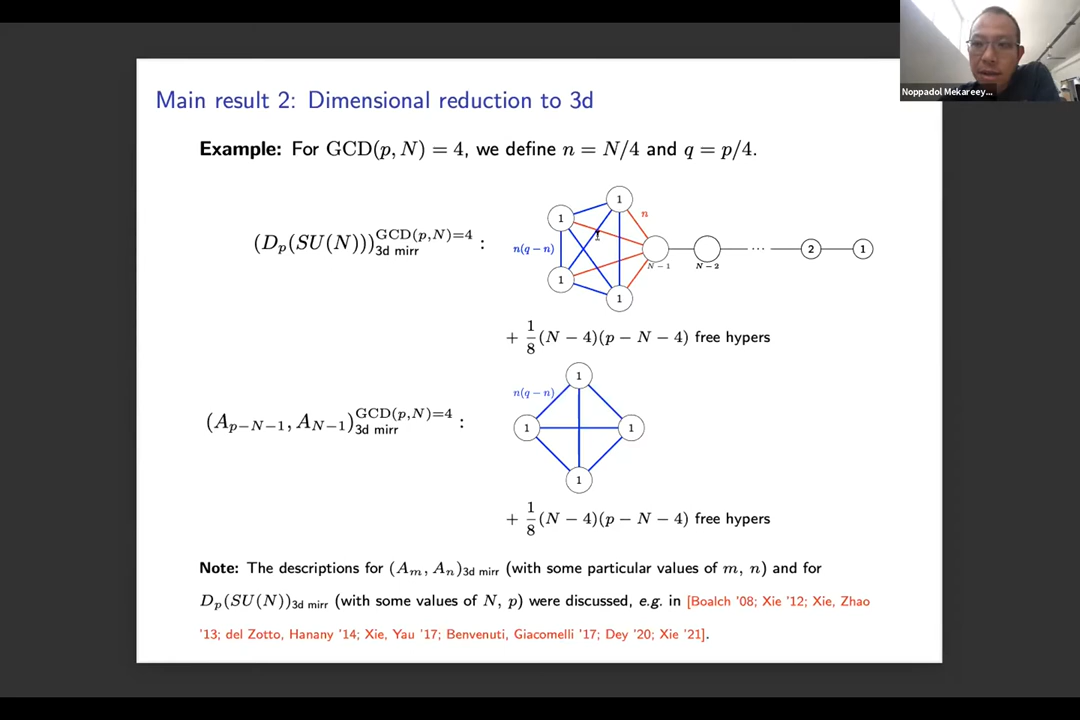 Noppadol Mekareey...
Main result 2: Dimensional reduction to 3d
Example: For GCD(p, N) = 4, we define n = N/4 and q = p/4.
(D_p(SU(N)))^{GCD(p,N)=4}_{3d mirr} :
1
1
n
n(q − n)
···
2
1
N − 1
N − 2
1
1
+ 1/8 (N − 4)(p − N − 4) free hypers
1
n(q − n)
(A_{p−N−1}, A_{N−1})^{GCD(p,N)=4}_{3d mirr} :
1
1
1
+ 1/8 (N − 4)(p − N − 4) free hypers
Note: The descriptions for (A_m, A_n)_{3d mirr} (with some particular values of m, n) and for
D_p(SU(N))_{3d mirr} (with some values of N, p) were discussed, e.g. in [Boalch '08; Xie '12; Xie, Zhao
'13; del Zotto, Hanany '14; Xie, Yau '17; Benvenuti, Giacomelli '17; Dey '20; Xie '21].